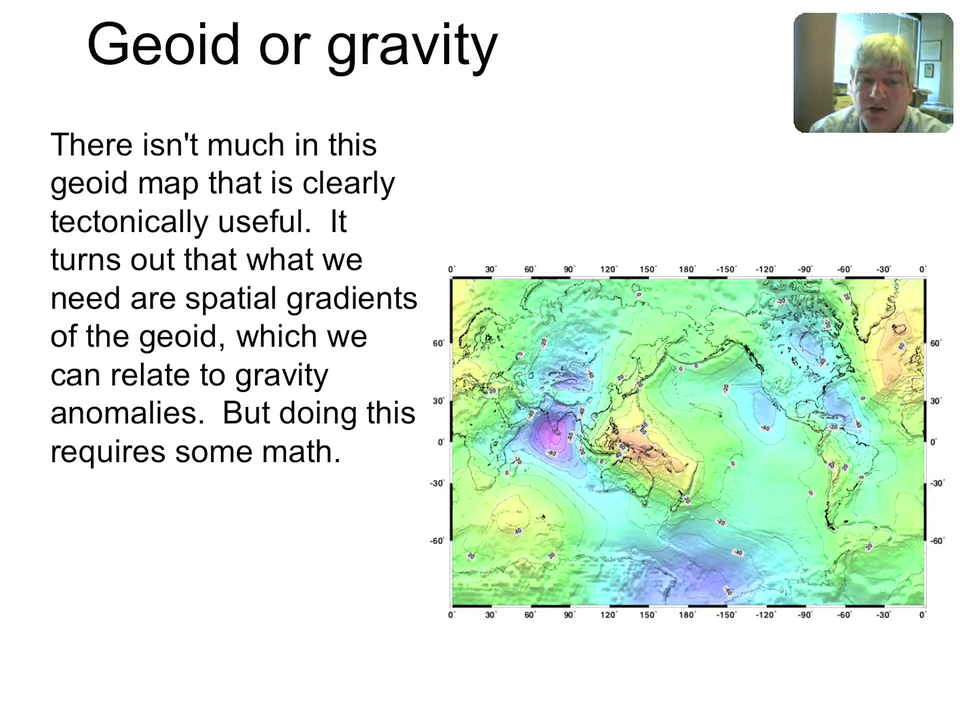 Geoid or gravity
There isn't much in this
geoid map that is clearly
tectonically useful.  It
turns out that what we
need are spatial gradients
of the geoid, which we
can relate to gravity
anomalies.  But doing this
requires some math.
0° 30° 60° 90° 120° 150° 180° -150° -120° -90° -60° -30° 0°
60° 60°
30° 30°
0° 0°
-30° -30°
-60° -60°
0° 30° 60° 90° 120° 150° 180° -150° -120° -90° -60° -30° 0°